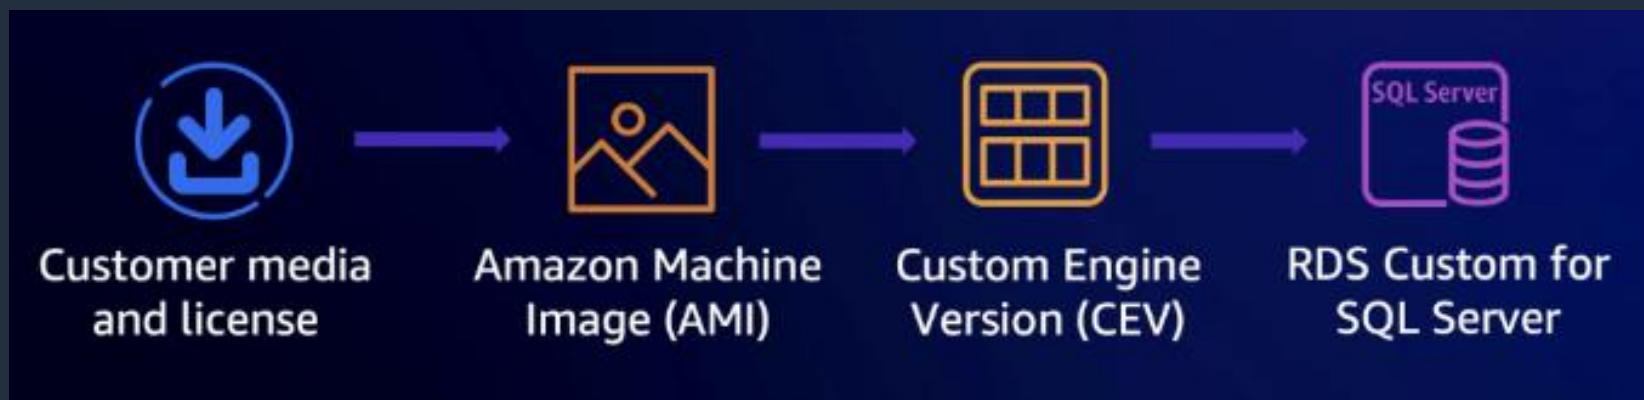 SQL Server
Customer media
and license
Amazon Machine
Image (AMI)
Custom Engine
Version (CEV)
RDS Custom for
SQL Server